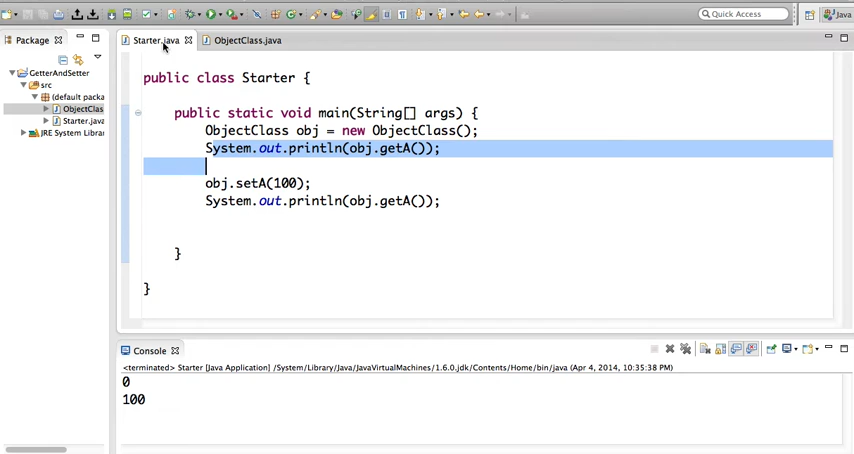 Quick Access
Java
Package
Starter.java
ObjectClass.java
GetterAndSetter
src
(default packa
ObjectClas
Starter.java
JRE System Librar
public class Starter {
public static void main(String[] args) {
ObjectClass obj = new ObjectClass();
System.out.println(obj.getA());
obj.setA(100);
System.out.println(obj.getA());
}
}
Console
<terminated> Starter [Java Application] /System/Library/Java/JavaVirtualMachines/1.6.0.jdk/Contents/Home/bin/java (Apr 4, 2014, 10:35:38 PM)
0
100